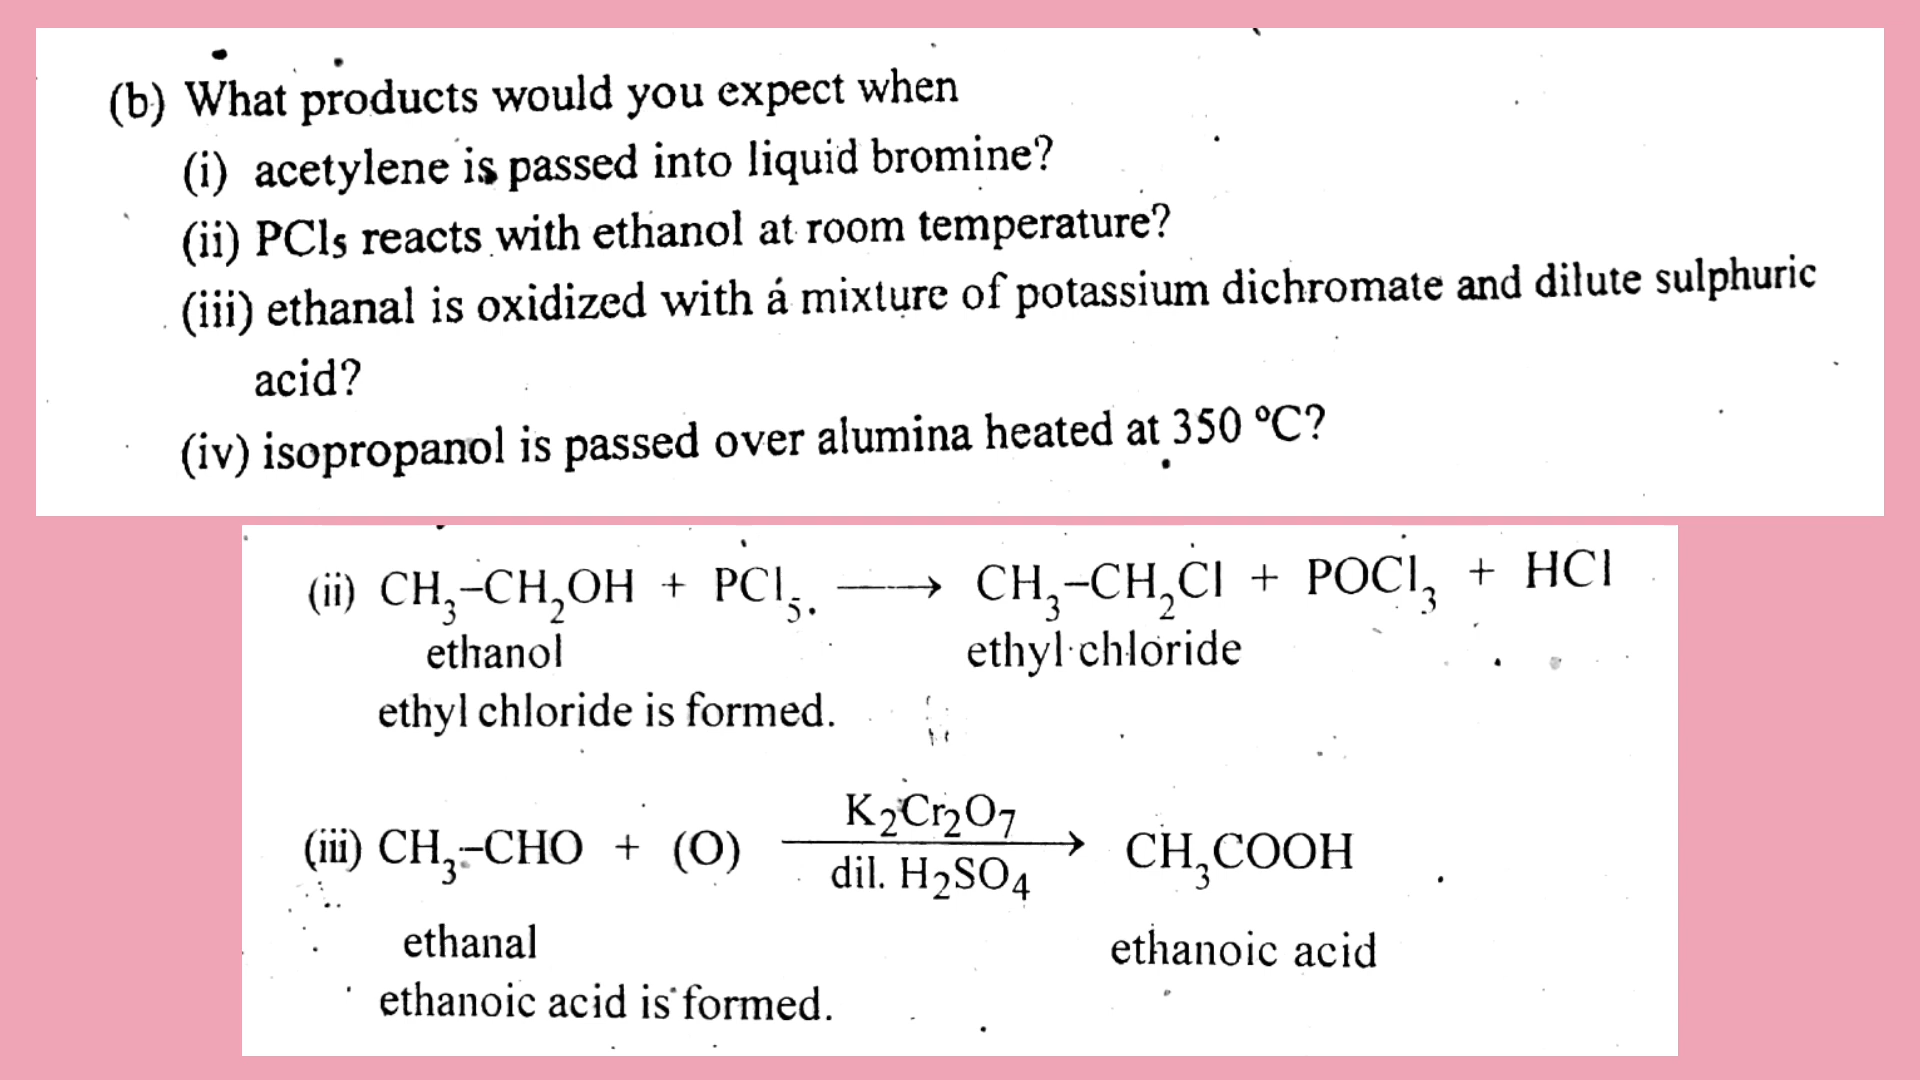 (b) What products would you expect when
(i) acetylene is passed into liquid bromine?
(ii) PCl5 reacts with ethanol at room temperature?
(iii) ethanal is oxidized with a mixture of potassium dichromate and dilute sulphuric
acid?
(iv) isopropanol is passed over alumina heated at 350 ºC?
(ii) CH₃–CH₂OH + PCl₅. ⟶ CH₃–CH₂Cl + POCl₃ + HCl
ethanol ethyl chloride
ethyl chloride is formed.
K₂Cr₂O₇
(iii) CH₃–CHO + (O) ⟶ CH₃COOH
dil. H₂SO₄
ethanal ethanoic acid
ethanoic acid is formed.